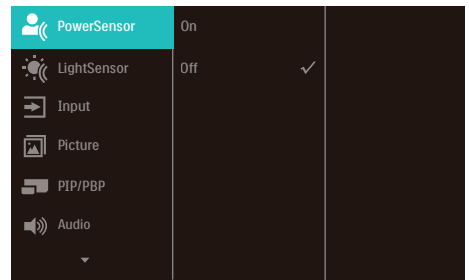 PowerSensor
On
LightSensor
Off
Input
Picture
PIP/PBP
Audio